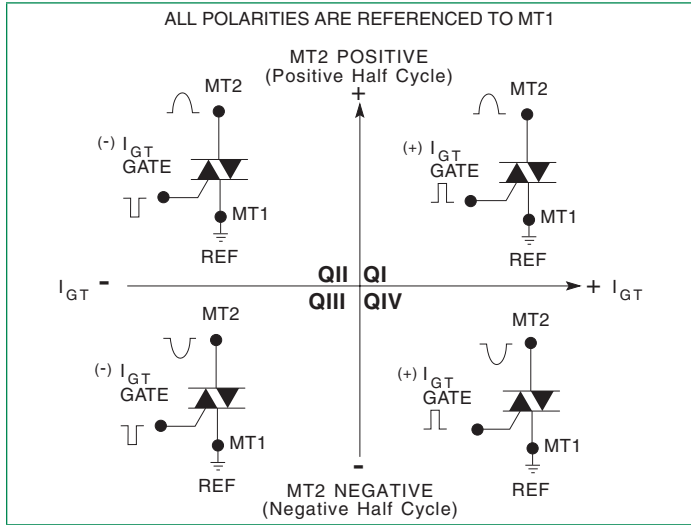 ALL POLARITIES ARE REFERENCED TO MT1
MT2 POSITIVE
(Positive Half Cycle)
+
MT2
(-) IGT
GATE
MT1
REF
MT2
(+) IGT
GATE
MT1
REF
QII QI
IGT -
+ IGT
QIII QIV
MT2
(-) IGT
GATE
MT1
REF
MT2
(+) IGT
GATE
MT1
REF
-
MT2 NEGATIVE
(Negative Half Cycle)